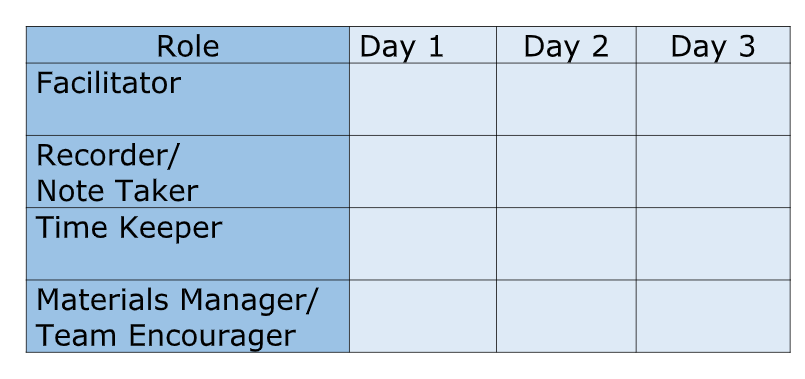 Role Day 1 Day 2 Day 3
Facilitator
Recorder/
Note Taker
Time Keeper
Materials Manager/
Team Encourager